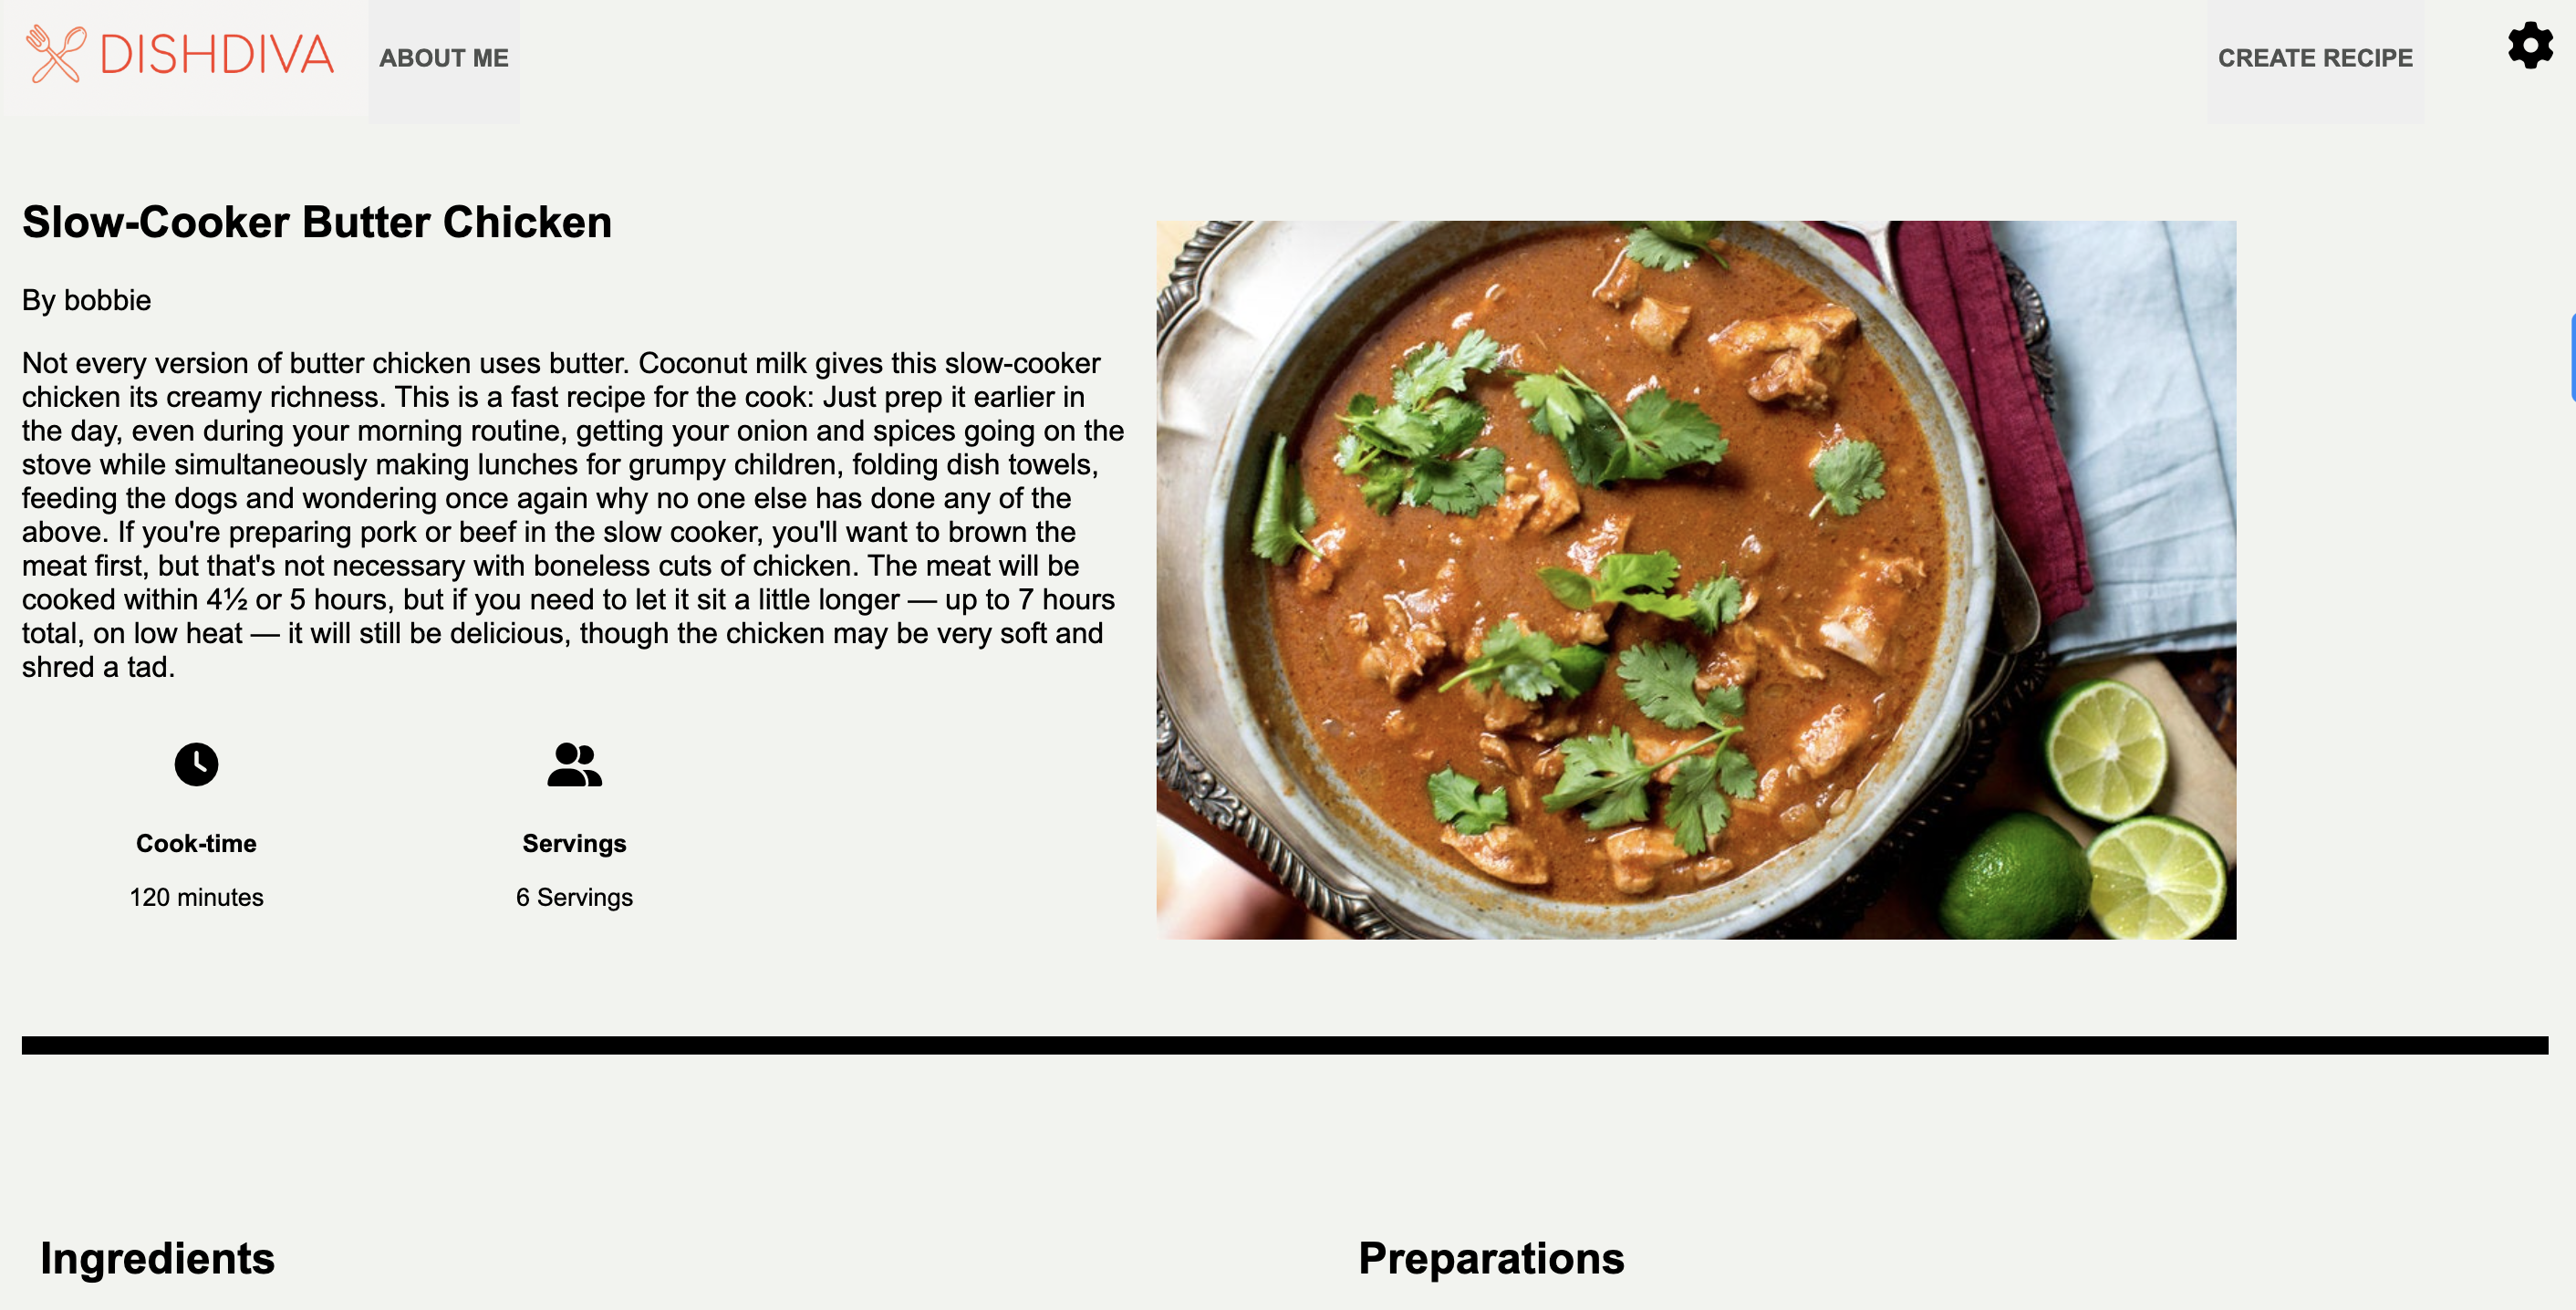 DISHDIVA
ABOUT ME
CREATE RECIPE
Slow-Cooker Butter Chicken
By bobbie
Not every version of butter chicken uses butter. Coconut milk gives this slow-cooker
chicken its creamy richness. This is a fast recipe for the cook: Just prep it earlier in
the day, even during your morning routine, getting your onion and spices going on the
stove while simultaneously making lunches for grumpy children, folding dish towels,
feeding the dogs and wondering once again why no one else has done any of the
above. If you're preparing pork or beef in the slow cooker, you'll want to brown the
meat first, but that's not necessary with boneless cuts of chicken. The meat will be
cooked within 4½ or 5 hours, but if you need to let it sit a little longer — up to 7 hours
total, on low heat — it will still be delicious, though the chicken may be very soft and
shred a tad.
Cook-time
120 minutes
Servings
6 Servings
Ingredients
Preparations